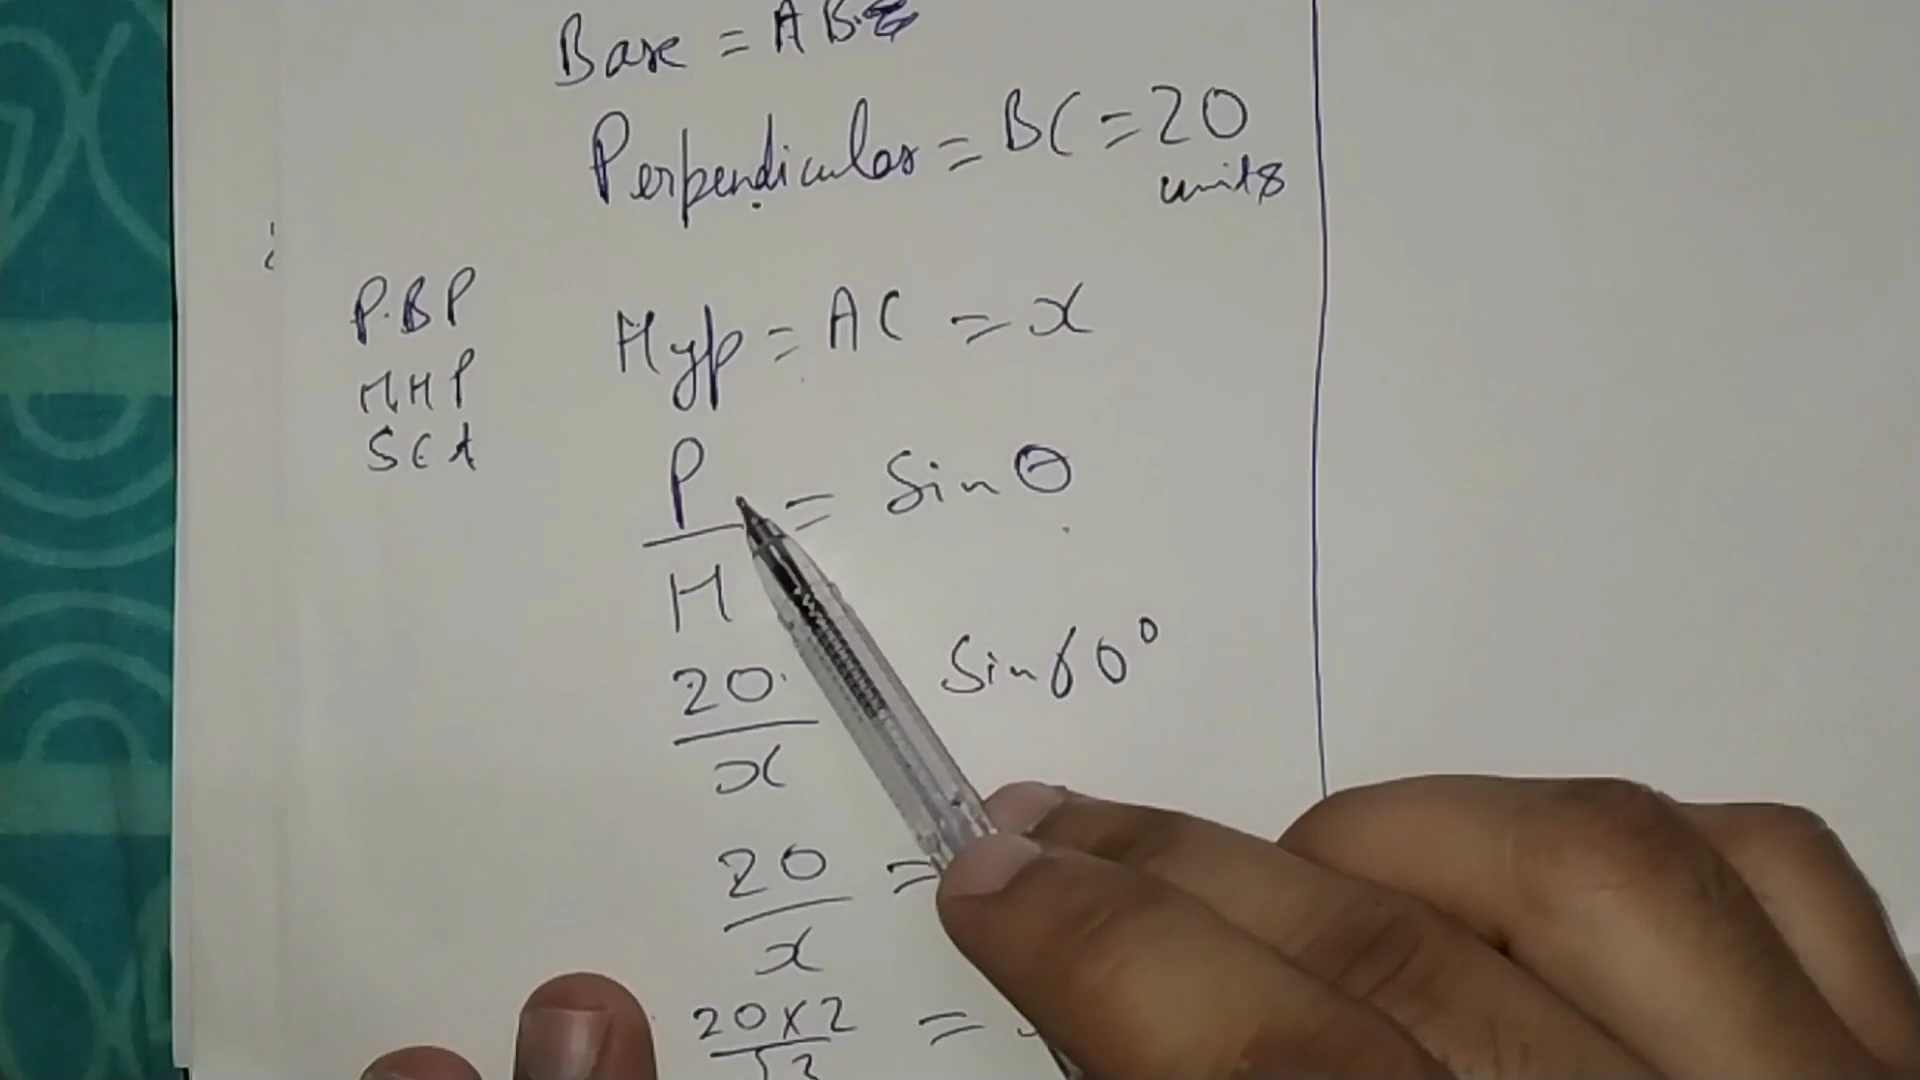 Base = AB
Perpendicular = BC = 20
units
P.B P
H H P
S C A
Hyp = AC = x
P
H
= Sin θ
20
x
Sin 60°
20
x
=
20 x 2
√3
=